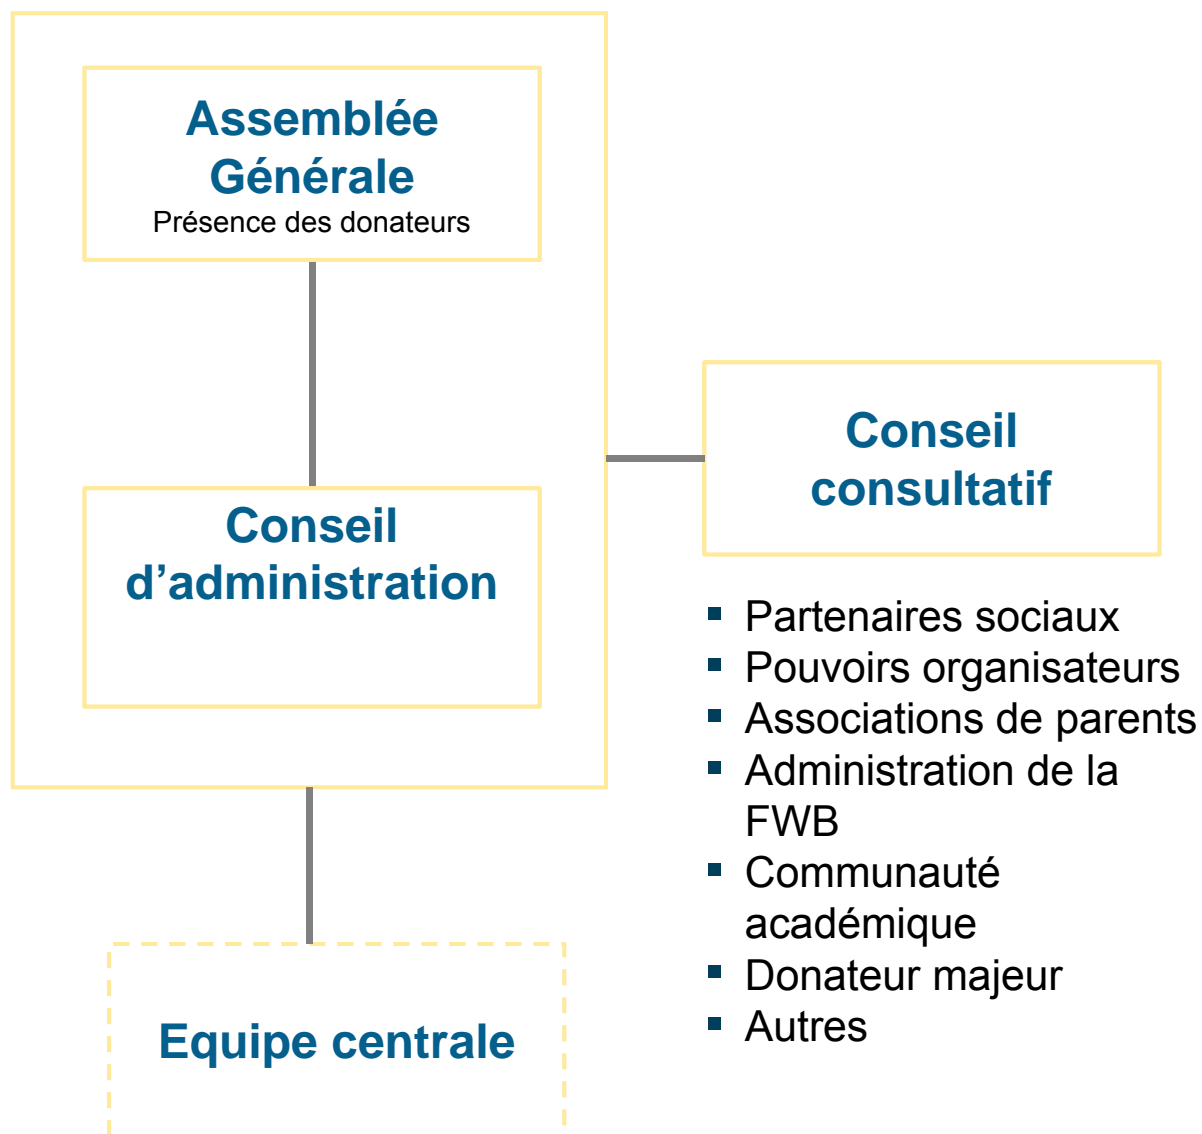 Assemblée
Générale
Présence des donateurs
Conseil
d’administration
Conseil
consultatif
Partenaires sociaux
Pouvoirs organisateurs
Associations de parents
Administration de la
FWB
Communauté
académique
Donateur majeur
Autres
Equipe centrale